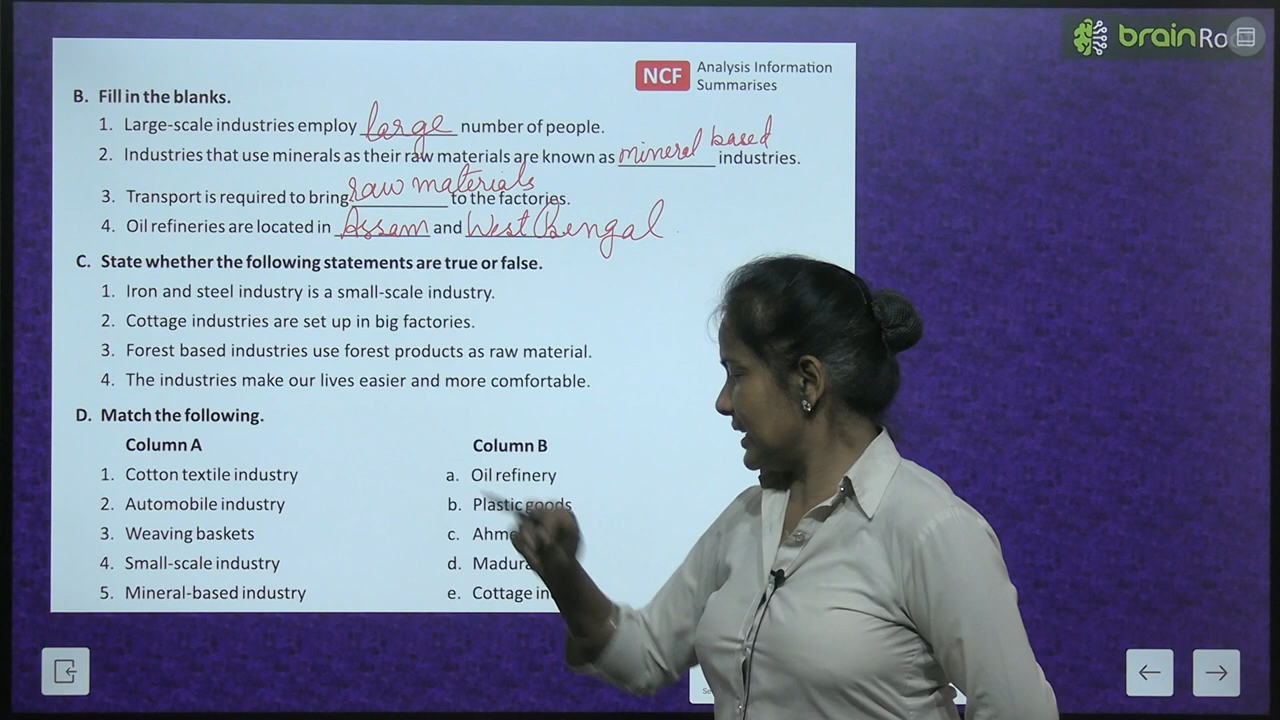 brainRo
NCF Analysis Information
Summarises
B. Fill in the blanks.
1. Large-scale industries employ large number of people.
2. Industries that use minerals as their raw materials are known as mineral based industries.
3. Transport is required to bring raw materials to the factories.
4. Oil refineries are located in Assam and West Bengal
C. State whether the following statements are true or false.
1. Iron and steel industry is a small-scale industry.
2. Cottage industries are set up in big factories.
3. Forest based industries use forest products as raw material.
4. The industries make our lives easier and more comfortable.
D. Match the following.
Column A Column B
1. Cotton textile industry a. Oil refinery
2. Automobile industry b. Plastic goods
3. Weaving baskets c.
4. Small-scale industry d.
5. Mineral-based industry e. Cottage